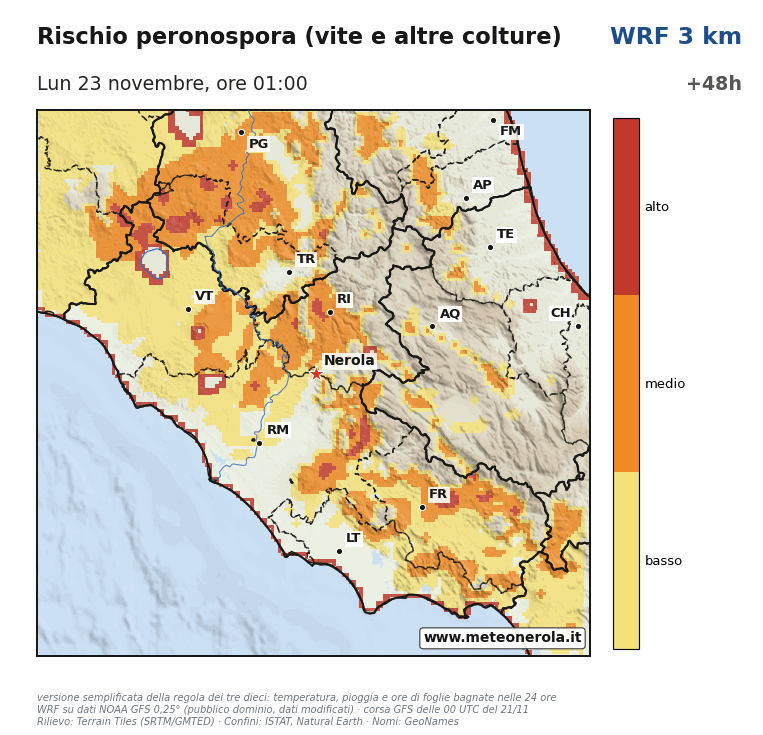 Rischio peronospora (vite e altre colture)
WRF 3 km
Lun 23 novembre, ore 01:00
+48h
FM
PG
AP
TE
TR
VT
RI
AQ
CH
Nerola
RM
FR
LT
www.meteonerola.it
alto
medio
basso
versione semplificata della regola dei tre dieci: temperatura, pioggia e ore di foglie bagnate nelle 24 ore
WRF su dati NOAA GFS 0,25° (pubblico dominio, dati modificati) · corsa GFS delle 00 UTC del 21/11
Rilievo: Terrain Tiles (SRTM/GMTED) · Confini: ISTAT, Natural Earth · Nomi: GeoNames